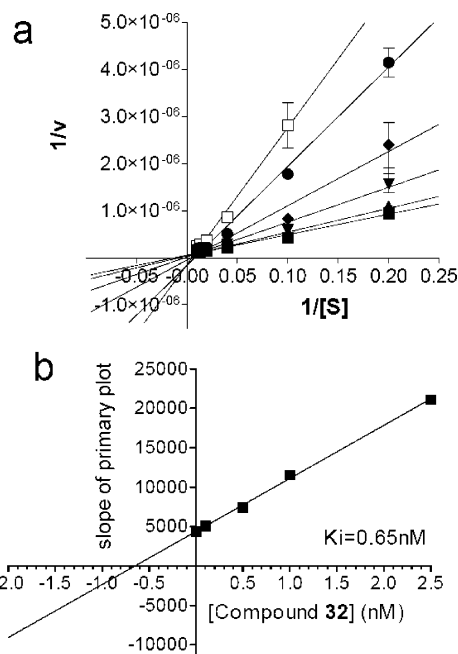 a
5.0×10⁻⁰⁶
4.0×10⁻⁰⁶
3.0×10⁻⁰⁶
2.0×10⁻⁰⁶
1.0×10⁻⁰⁶
-1.0×10⁻⁰⁶
1/v
-0.05 0.00 0.05 0.10 0.15 0.20 0.25
1/[S]
b
25000
20000
15000
10000
5000
-5000
-10000
slope of primary plot
Ki=0.65nM
2.0 -1.5 -1.0 -0.5 0.5 1.0 1.5 2.0 2.5
[Compound 32] (nM)